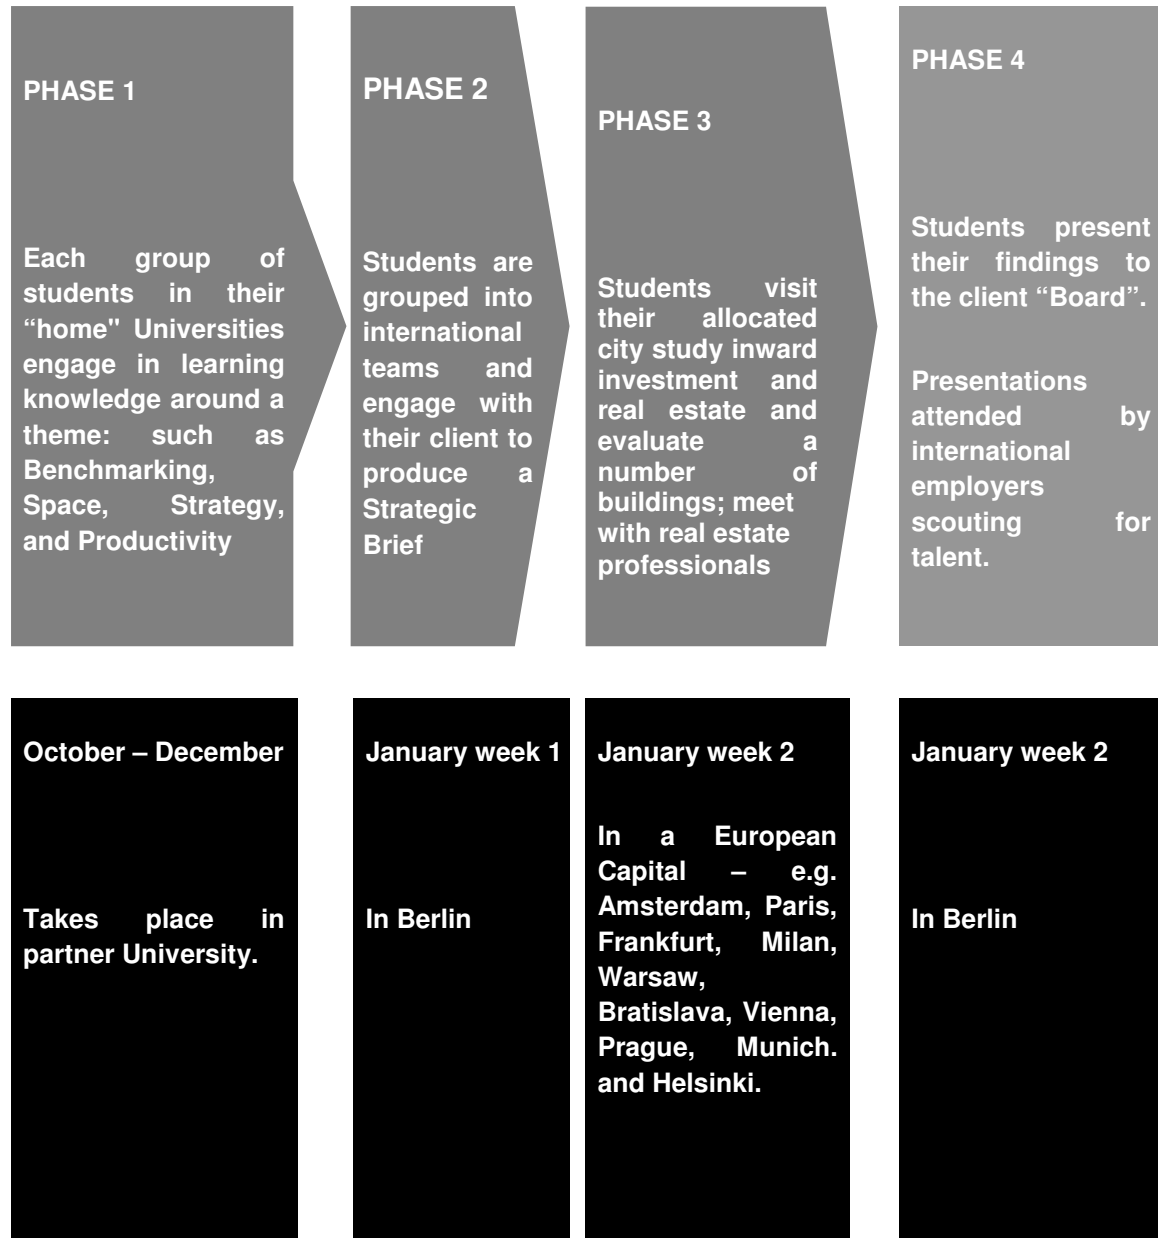 PHASE 1
Each group of
students in their
“home" Universities
engage in learning
knowledge around a
theme: such as
Benchmarking,
Space, Strategy,
and Productivity
PHASE 2
Students are
grouped into
international
teams and
engage with
their client to
produce a
Strategic
Brief
PHASE 3
Students visit
their allocated
city study inward
investment and
real estate and
evaluate a
number of
buildings; meet
with real estate
professionals
PHASE 4
Students present
their findings to
the client “Board”.
Presentations
attended by
international
employers
scouting for
talent.
October – December
Takes place in
partner University.
January week 1
In Berlin
January week 2
In a European
Capital – e.g.
Amsterdam, Paris,
Frankfurt, Milan,
Warsaw,
Bratislava, Vienna,
Prague, Munich.
and Helsinki.
January week 2
In Berlin